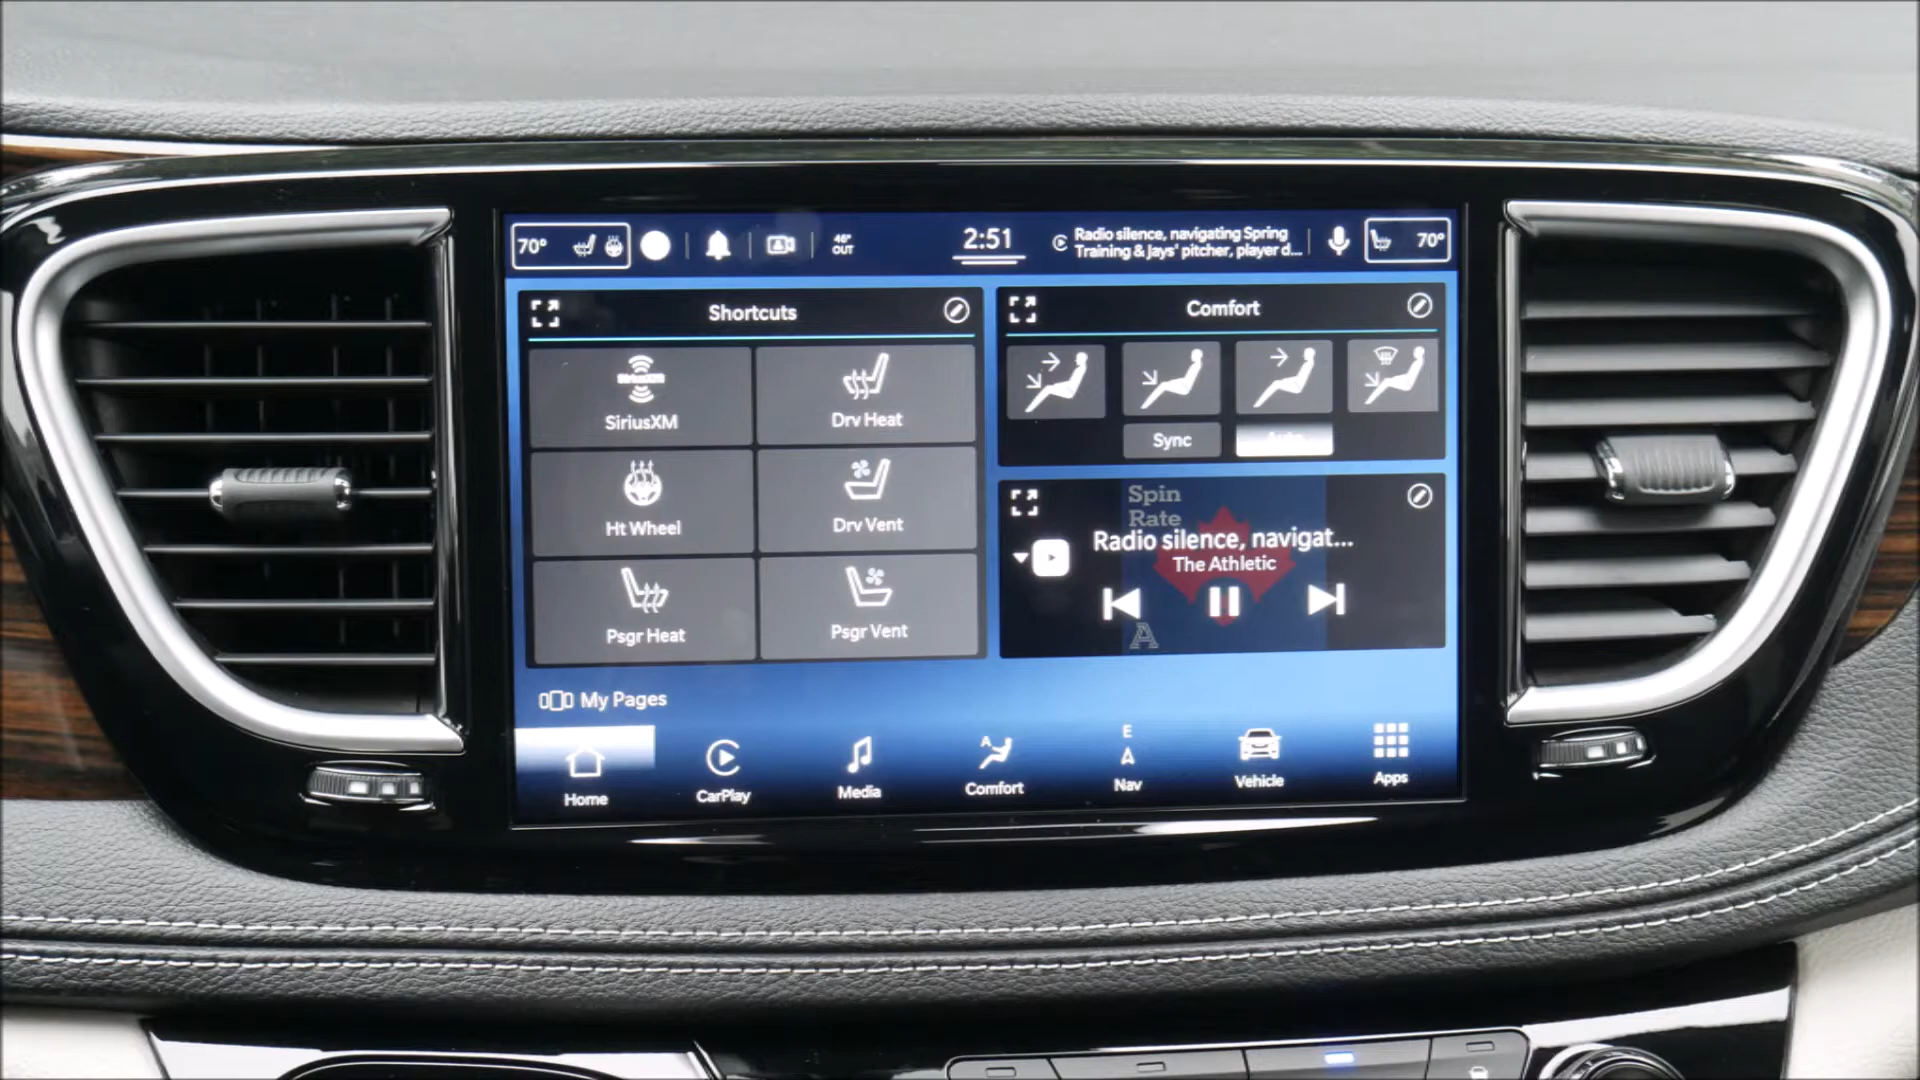 70°
46°
OUT
2:51
Radio silence, navigating Spring
Training & Jays' pitcher, player d...
70°
Shortcuts
SiriusXM
Drv Heat
Ht Wheel
Drv Vent
Psgr Heat
Psgr Vent
Comfort
Sync
Auto
Spin
Rate
Radio silence, navigat...
The Athletic
A
My Pages
Home
CarPlay
Media
A
Comfort
E
Nav
Vehicle
Apps